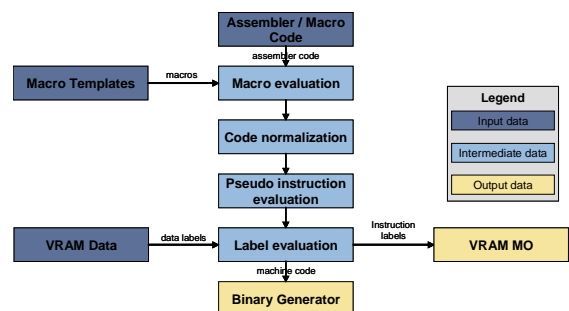 Assembler / Macro
Code
assembler code
Macro Templates
macros
Macro evaluation
Code normalization
Pseudo instruction
evaluation
VRAM Data
data labels
Label evaluation
Instruction
labels
VRAM MO
machine code
Binary Generator
Legend
Input data
Intermediate data
Output data